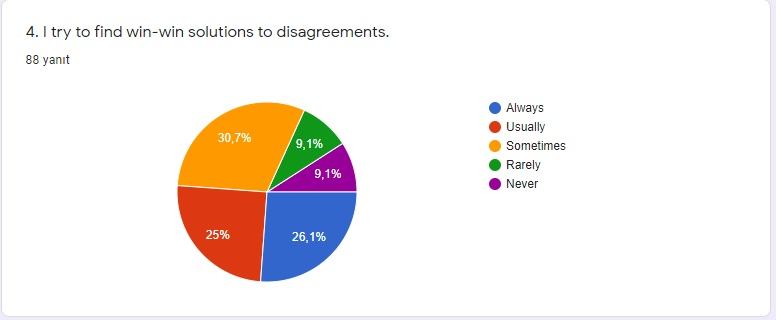 4. I try to find win-win solutions to disagreements.
88 yanıt
Always
Usually
Sometimes
Rarely
Never
30,7%
9,1%
9,1%
25%
26,1%